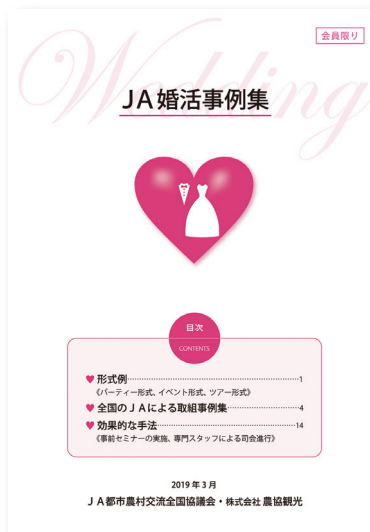 会員限り
Wedding
JA婚活事例集
目次
CONTENTS
♥ 形式例 1
《パーティー形式、イベント形式、ツアー形式》
♥ 全国のJAによる取組事例集 4
♥ 効果的な手法 14
《事前セミナーの実施、専門スタッフによる司会進行》
2019年3月
JA都市農村交流全国協議会・株式会社 農協観光